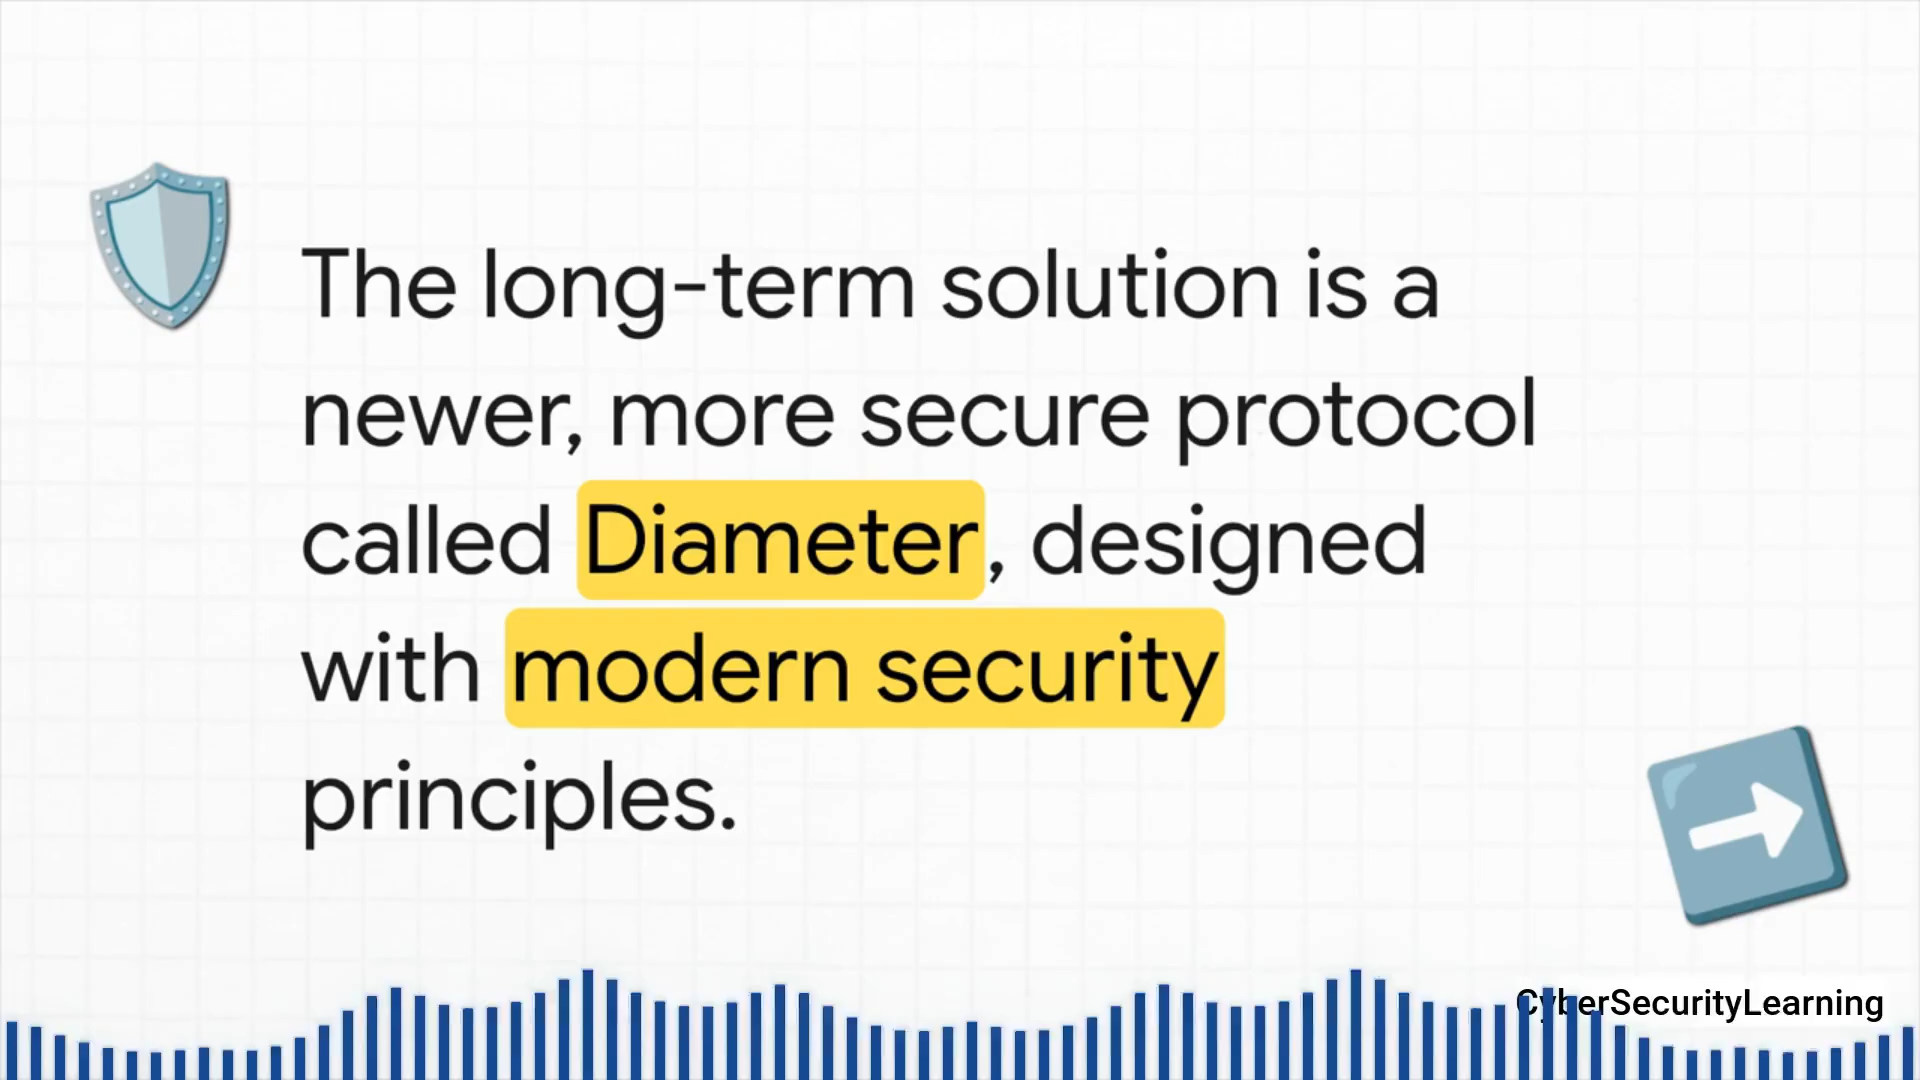 The long-term solution is a
newer, more secure protocol
called Diameter, designed
with modern security
principles.
CyberSecurityLearning